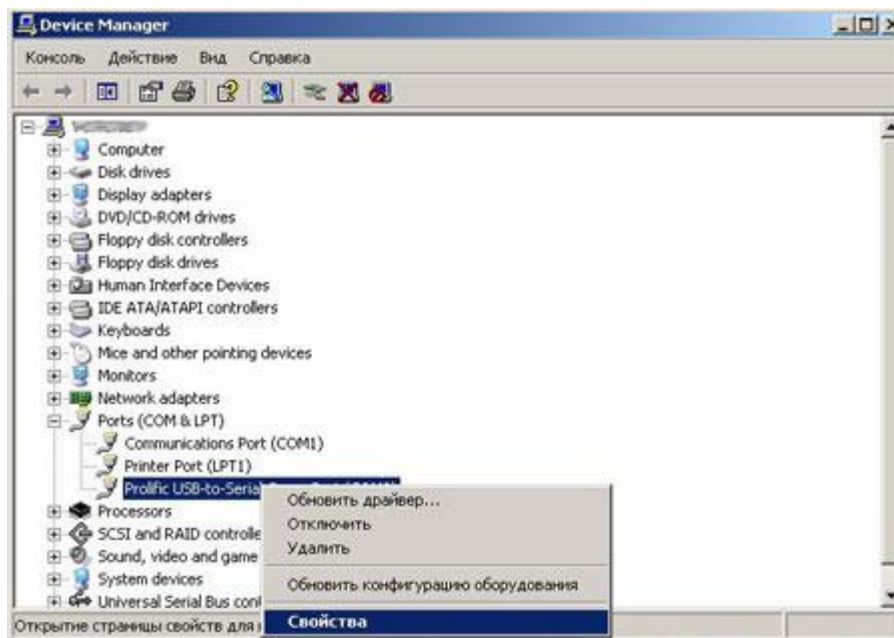 Device Manager
Консоль Действие Вид Справка
Computer
Disk drives
Display adapters
DVD/CD-ROM drives
Floppy disk controllers
Floppy disk drives
Human Interface Devices
IDE ATA/ATAPI controllers
Keyboards
Mice and other pointing devices
Monitors
Network adapters
Ports (COM & LPT)
Communications Port (COM1)
Printer Port (LPT1)
Prolific USB-to-Serial
Processors
SCSI and RAID controlle
Sound, video and game
System devices
Universal Serial Bus cont
Обновить драйвер...
Отключить
Удалить
Обновить конфигурацию оборудования
Свойства
Открытие страницы свойств для